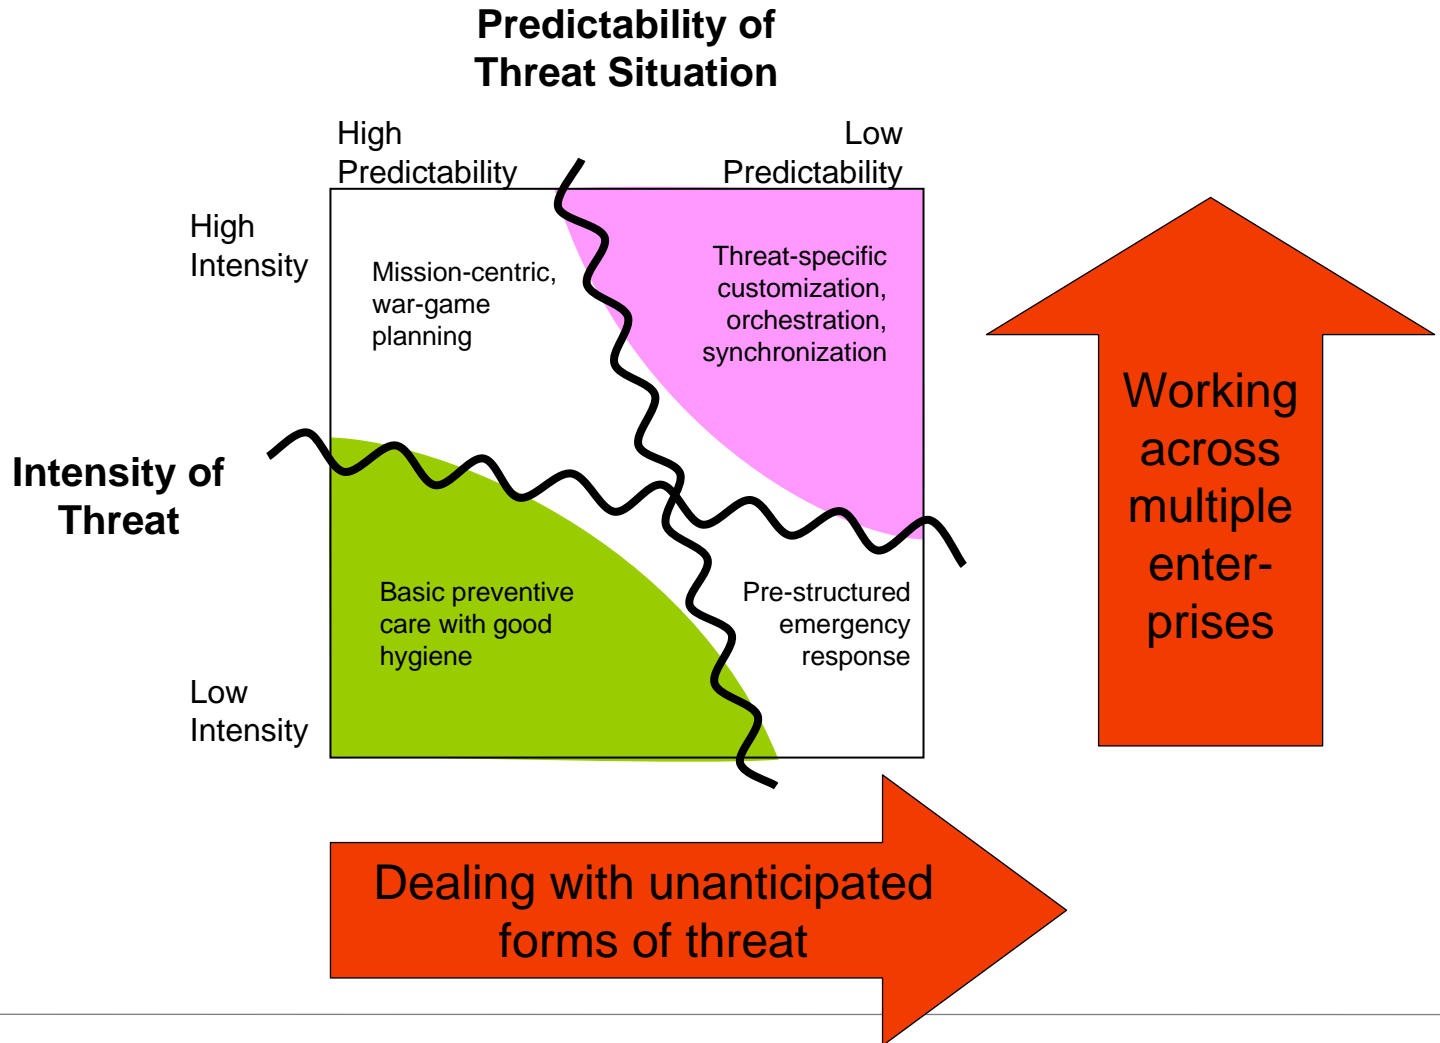 Predictability of
Threat Situation
High
Predictability
Low
Predictability
High
Intensity
Mission-centric,
war-game
planning
Threat-specific
customization,
orchestration,
synchronization
Intensity of
Threat
Basic preventive
care with good
hygiene
Pre-structured
emergency
response
Low
Intensity
Working
across
multiple
enter-
prises
Dealing with unanticipated
forms of threat